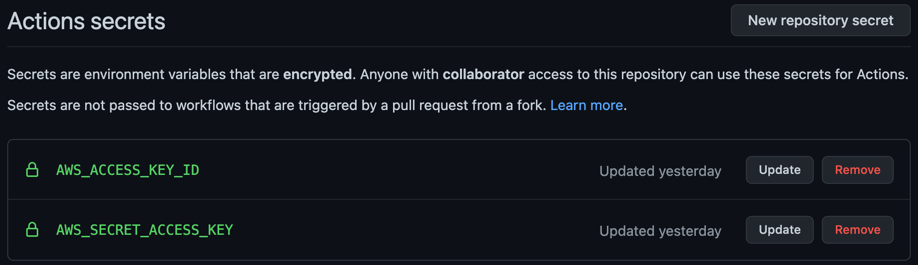 Actions secrets
New repository secret
Secrets are environment variables that are encrypted. Anyone with collaborator access to this repository can use these secrets for Actions.
Secrets are not passed to workflows that are triggered by a pull request from a fork. Learn more.
AWS_ACCESS_KEY_ID Updated yesterday Update Remove
AWS_SECRET_ACCESS_KEY Updated yesterday Update Remove